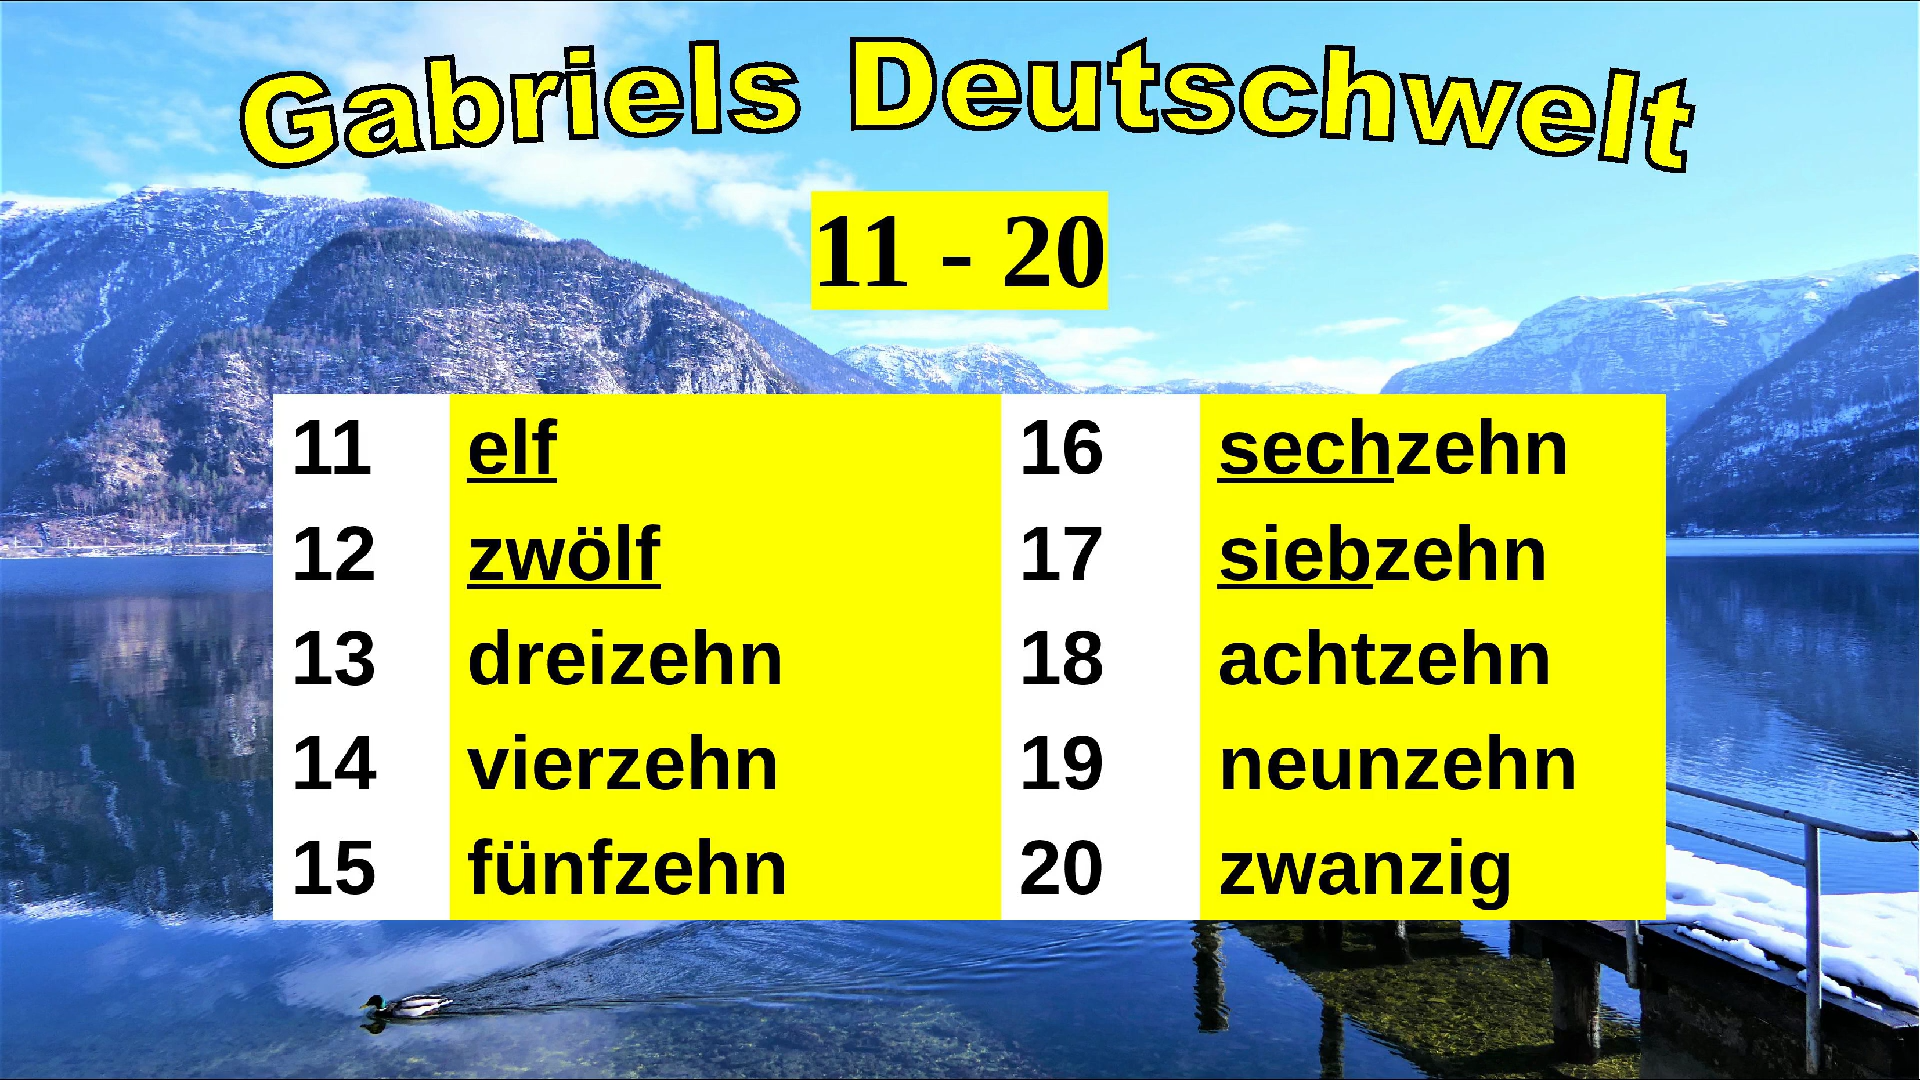 Gabriels Deutschwelt
11 - 20
11 elf 16 sechzehn
12 zwölf 17 siebzehn
13 dreizehn 18 achtzehn
14 vierzehn 19 neunzehn
15 fünfzehn 20 zwanzig